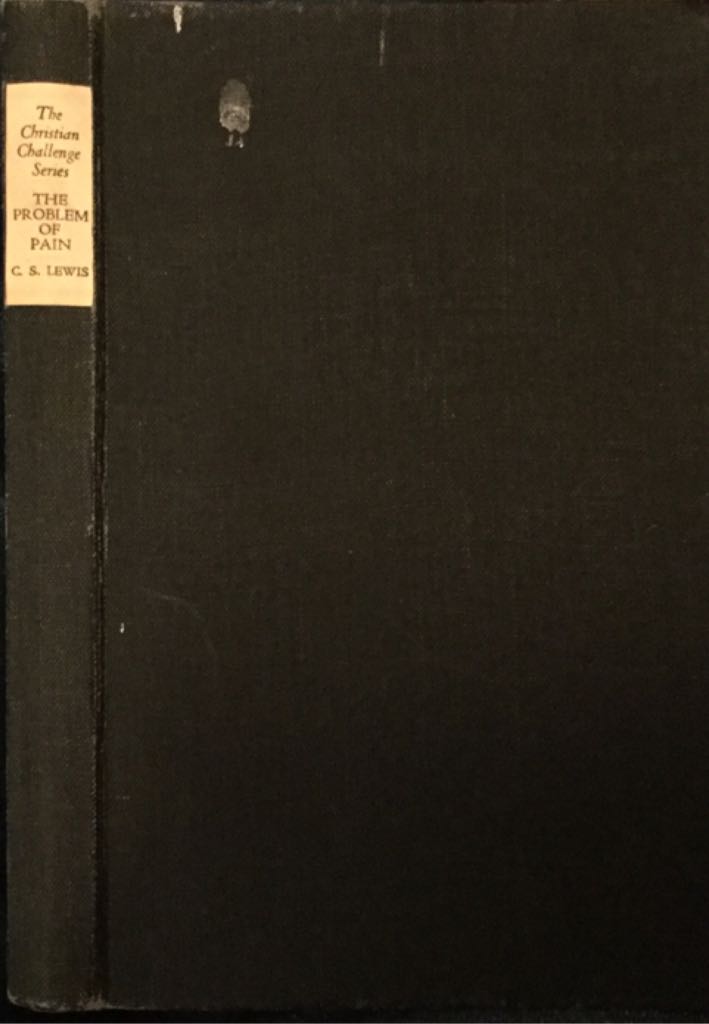 The
Christian
Challenge
Series
THE
PROBLEM
OF
PAIN
C. S. LEWIS